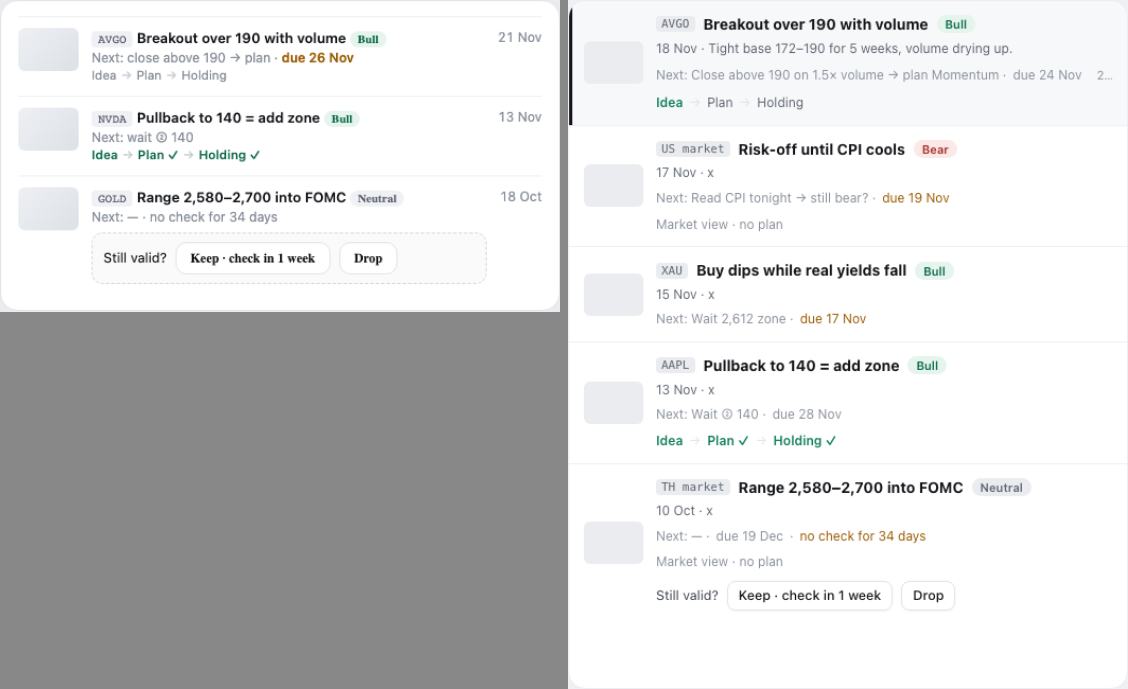 AVGO Breakout over 190 with volume Bull 21 Nov
Next: close above 190 → plan · due 26 Nov
Idea → Plan → Holding
NVDA Pullback to 140 = add zone Bull 13 Nov
Next: wait ② 140
Idea → Plan ✓ → Holding ✓
GOLD Range 2,580–2,700 into FOMC Neutral 18 Oct
Next: — · no check for 34 days
Still valid? Keep · check in 1 week Drop
AVGO Breakout over 190 with volume Bull
18 Nov · Tight base 172–190 for 5 weeks, volume drying up.
Next: Close above 190 on 1.5× volume → plan Momentum · due 24 Nov 2...
Idea → Plan → Holding
US market Risk-off until CPI cools Bear
17 Nov · x
Next: Read CPI tonight → still bear? · due 19 Nov
Market view · no plan
XAU Buy dips while real yields fall Bull
15 Nov · x
Next: Wait 2,612 zone · due 17 Nov
AAPL Pullback to 140 = add zone Bull
13 Nov · x
Next: Wait ② 140 · due 28 Nov
Idea → Plan ✓ → Holding ✓
TH market Range 2,580–2,700 into FOMC Neutral
10 Oct · x
Next: — · due 19 Dec · no check for 34 days
Market view · no plan
Still valid? Keep · check in 1 week Drop